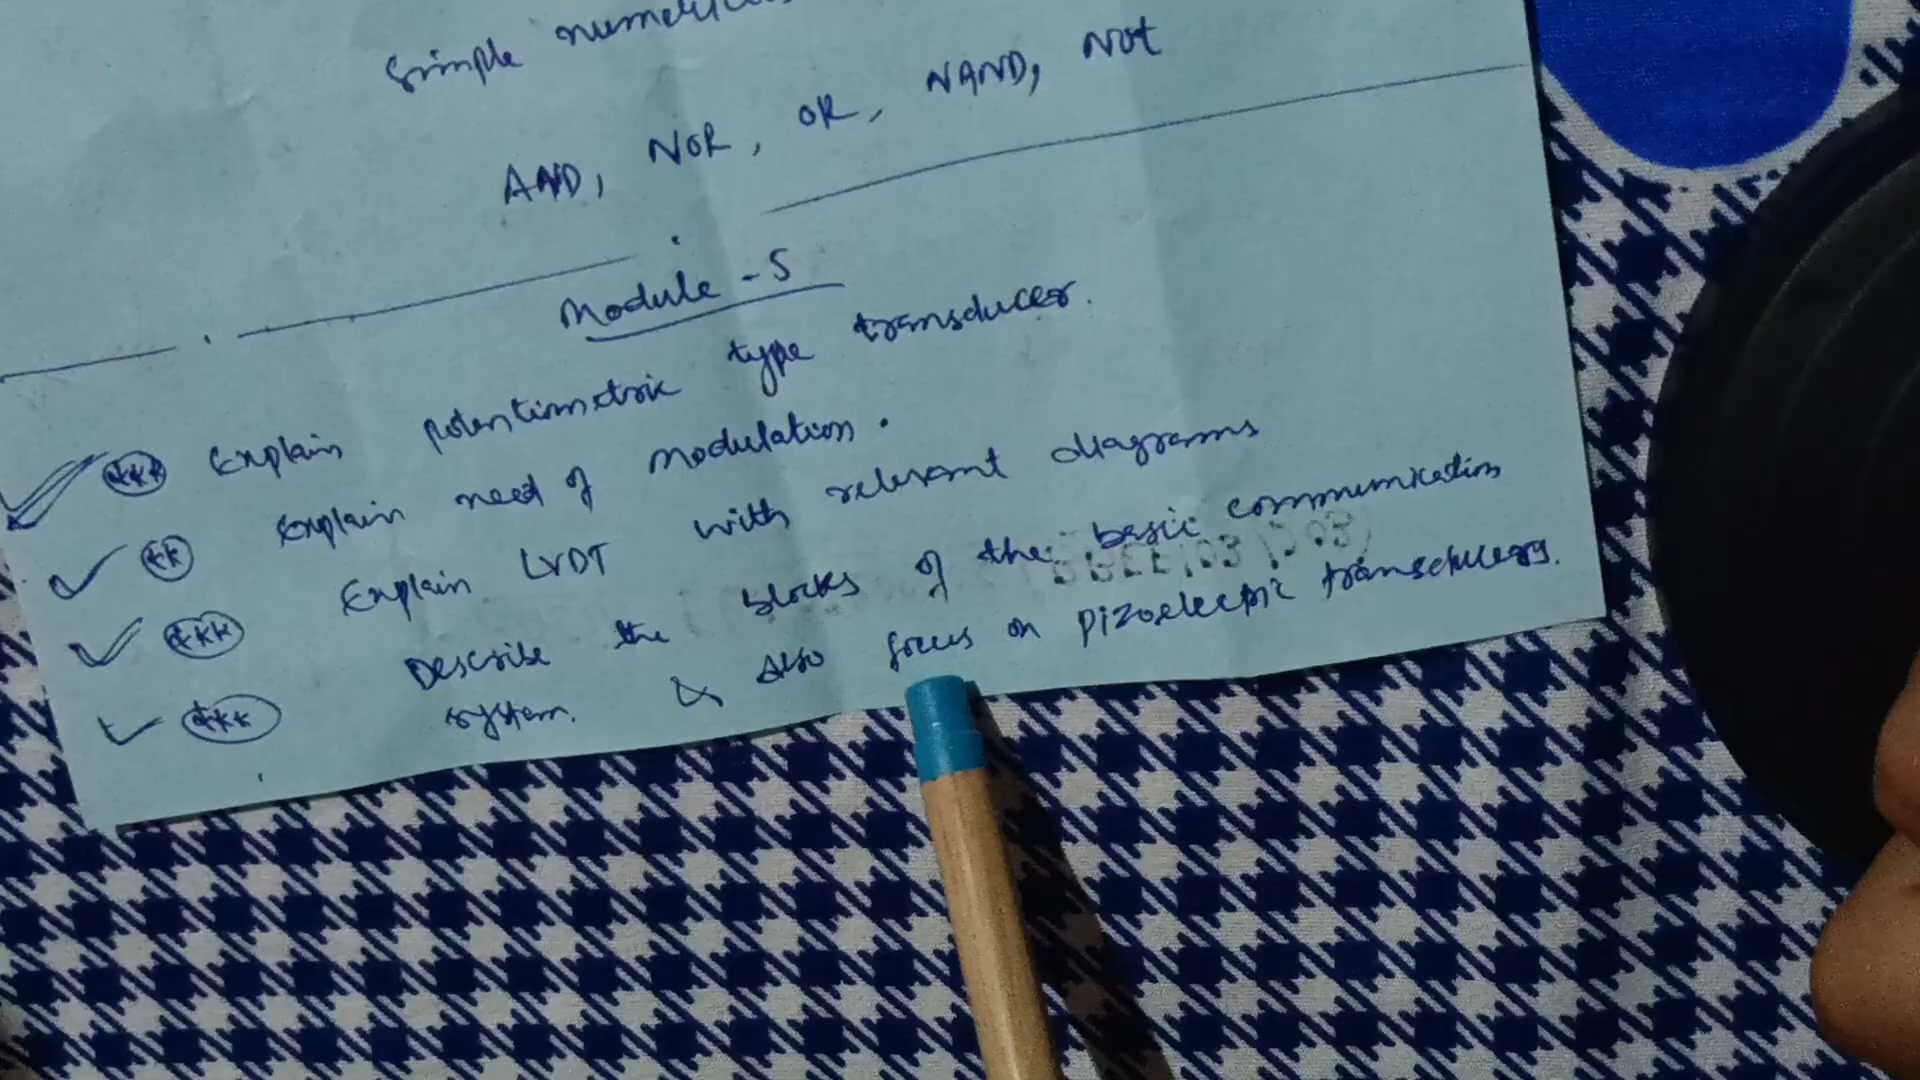 Simple
AND, NOR, OR, NAND, NOT
Module - 5
*** Explain potentiometric type transducer.
** Explain need of modulation.
*** Explain LVDT with relevant diagrams
*** Describe the blocks of the basic communication
system. & Also focus on pizoelectric transducers.